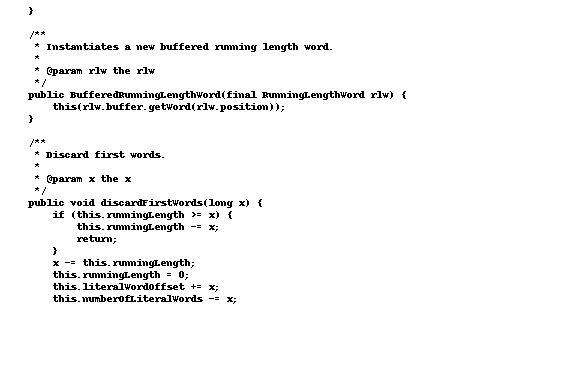 }

/**
 * Instantiates a new buffered running length word.
 *
 * @param rlw the rlw
 */
public BufferedRunningLengthWord(final RunningLengthWord rlw) {
    this(rlw.buffer.getWord(rlw.position));
}

/**
 * Discard first words.
 *
 * @param x the x
 */
public void discardFirstWords(long x) {
    if (this.runningLength >= x) {
        this.runningLength -= x;
        return;
    }
    x -= this.runningLength;
    this.runningLength = 0;
    this.literalWordOffset += x;
    this.numberOfLiteralWords -= x;